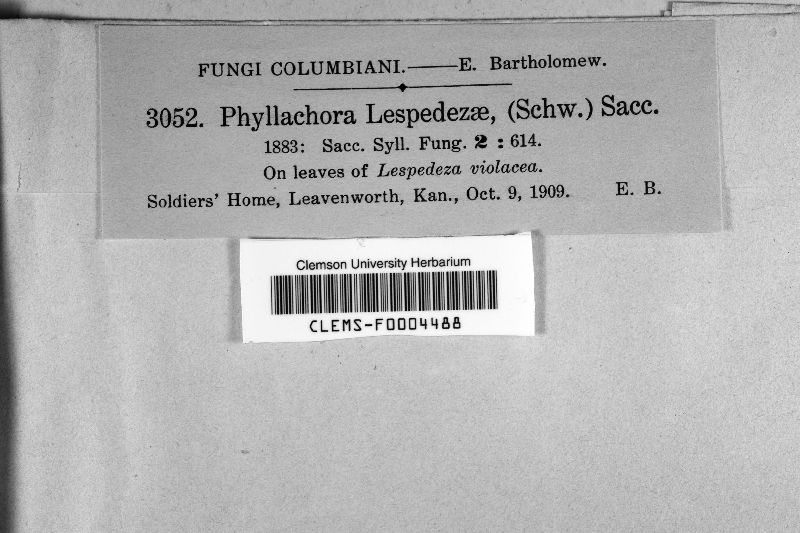 FUNGI COLUMBIANI.——E. Bartholomew.
3052. Phyllachora Lespedezæ, (Schw.) Sacc.
1883: Sacc. Syll. Fung. 2 : 614.
On leaves of Lespedeza violacea.
Soldiers' Home, Leavenworth, Kan., Oct. 9, 1909. E. B.
Clemson University Herbarium
CLEMS-F0004488